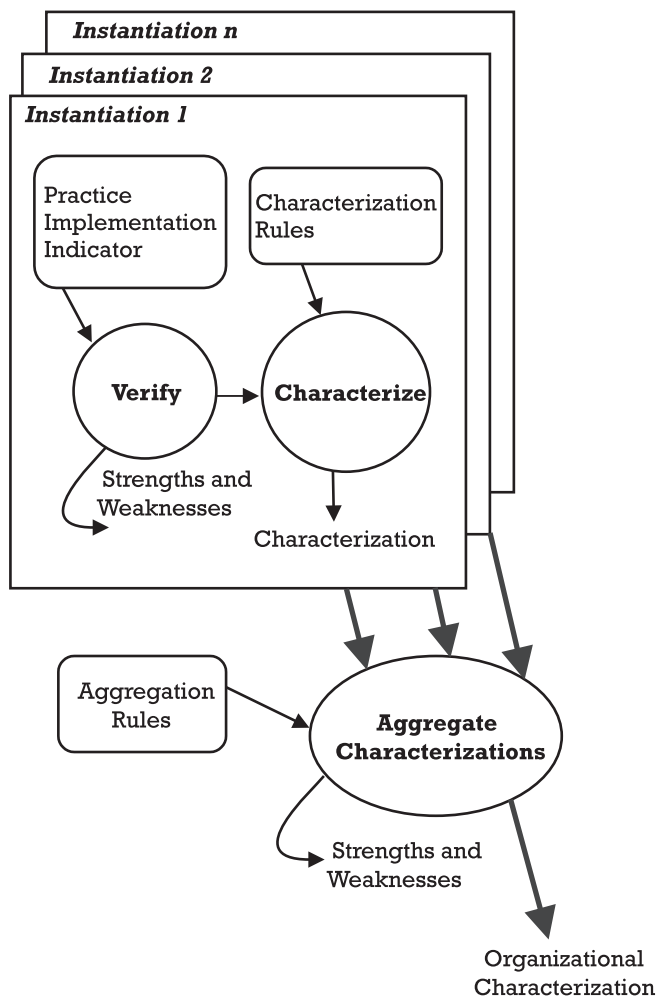 Instantiation n
Instantiation 2
Instantiation 1
Practice
Implementation
Indicator
Characterization
Rules
Verify
Characterize
Strengths and
Weaknesses
Characterization
Aggregation
Rules
Aggregate
Characterizations
Strengths and
Weaknesses
Organizational
Characterization